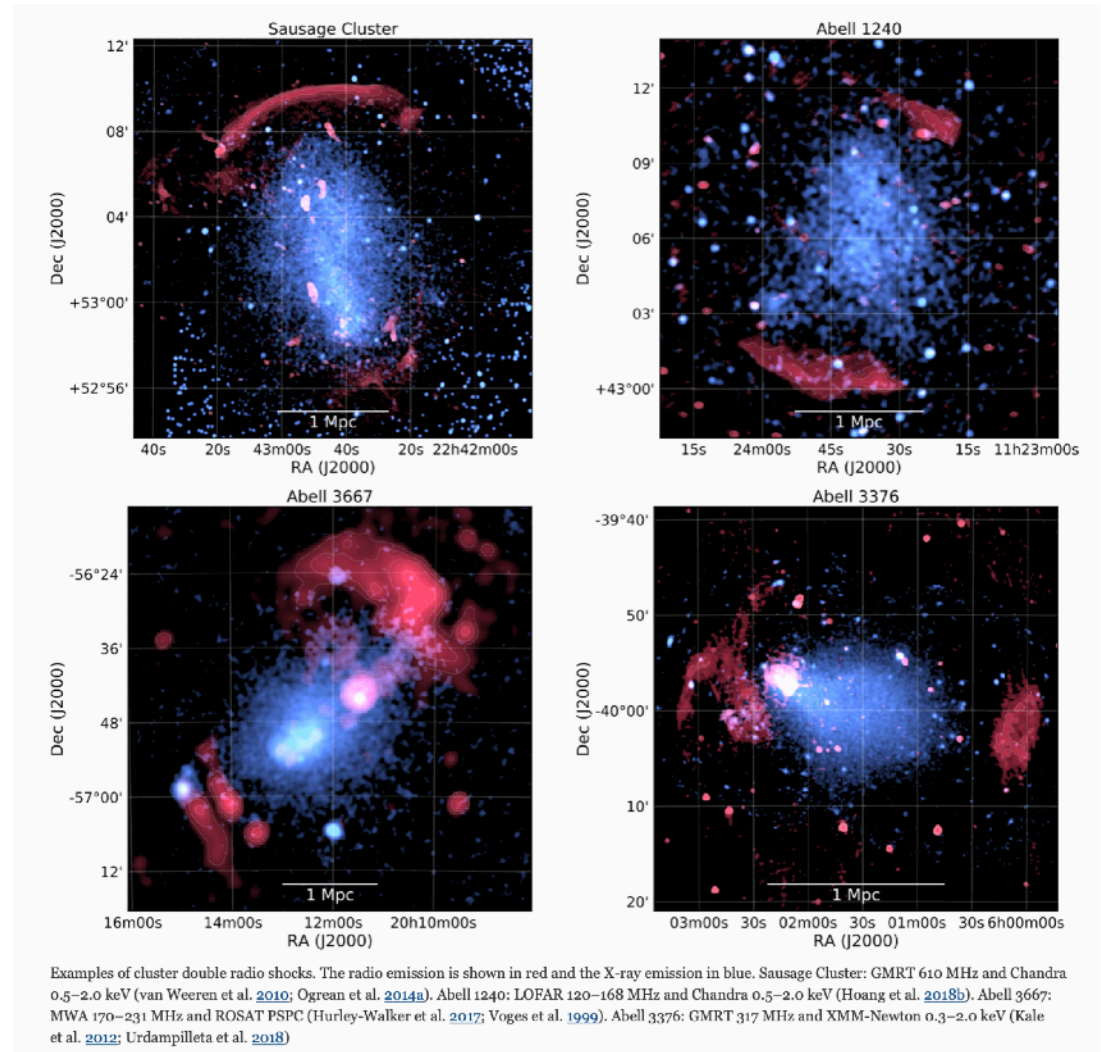 Sausage Cluster
12'
08'
04'
+53°00'
+52°56'
Dec (J2000)
1 Mpc
40s 20s 43m00s 40s 20s 22h42m00s
RA (J2000)
Abell 1240
12'
09'
06'
03'
+43°00'
Dec (J2000)
1 Mpc
15s 24m00s 45s 30s 15s 11h23m00s
RA (J2000)
Abell 3667
-56°24'
36'
48'
-57°00'
12'
Dec (J2000)
1 Mpc
16m00s 14m00s 12m00s 20h10m00s
RA (J2000)
Abell 3376
-39°40'
50'
-40°00'
10'
20'
Dec (J2000)
1 Mpc
03m00s 30s 02m00s 30s 01m00s 30s 6h00m00s
RA (J2000)
Examples of cluster double radio shocks. The radio emission is shown in red and the X-ray emission in blue. Sausage Cluster: GMRT 610 MHz and Chandra
0.5–2.0 keV (van Weeren et al. 2010; Ogrean et al. 2014a). Abell 1240: LOFAR 120–168 MHz and Chandra 0.5–2.0 keV (Hoang et al. 2018b). Abell 3667:
MWA 170–231 MHz and ROSAT PSPC (Hurley-Walker et al. 2017; Voges et al. 1999). Abell 3376: GMRT 317 MHz and XMM-Newton 0.3–2.0 keV (Kale
et al. 2012; Urdampilleta et al. 2018)